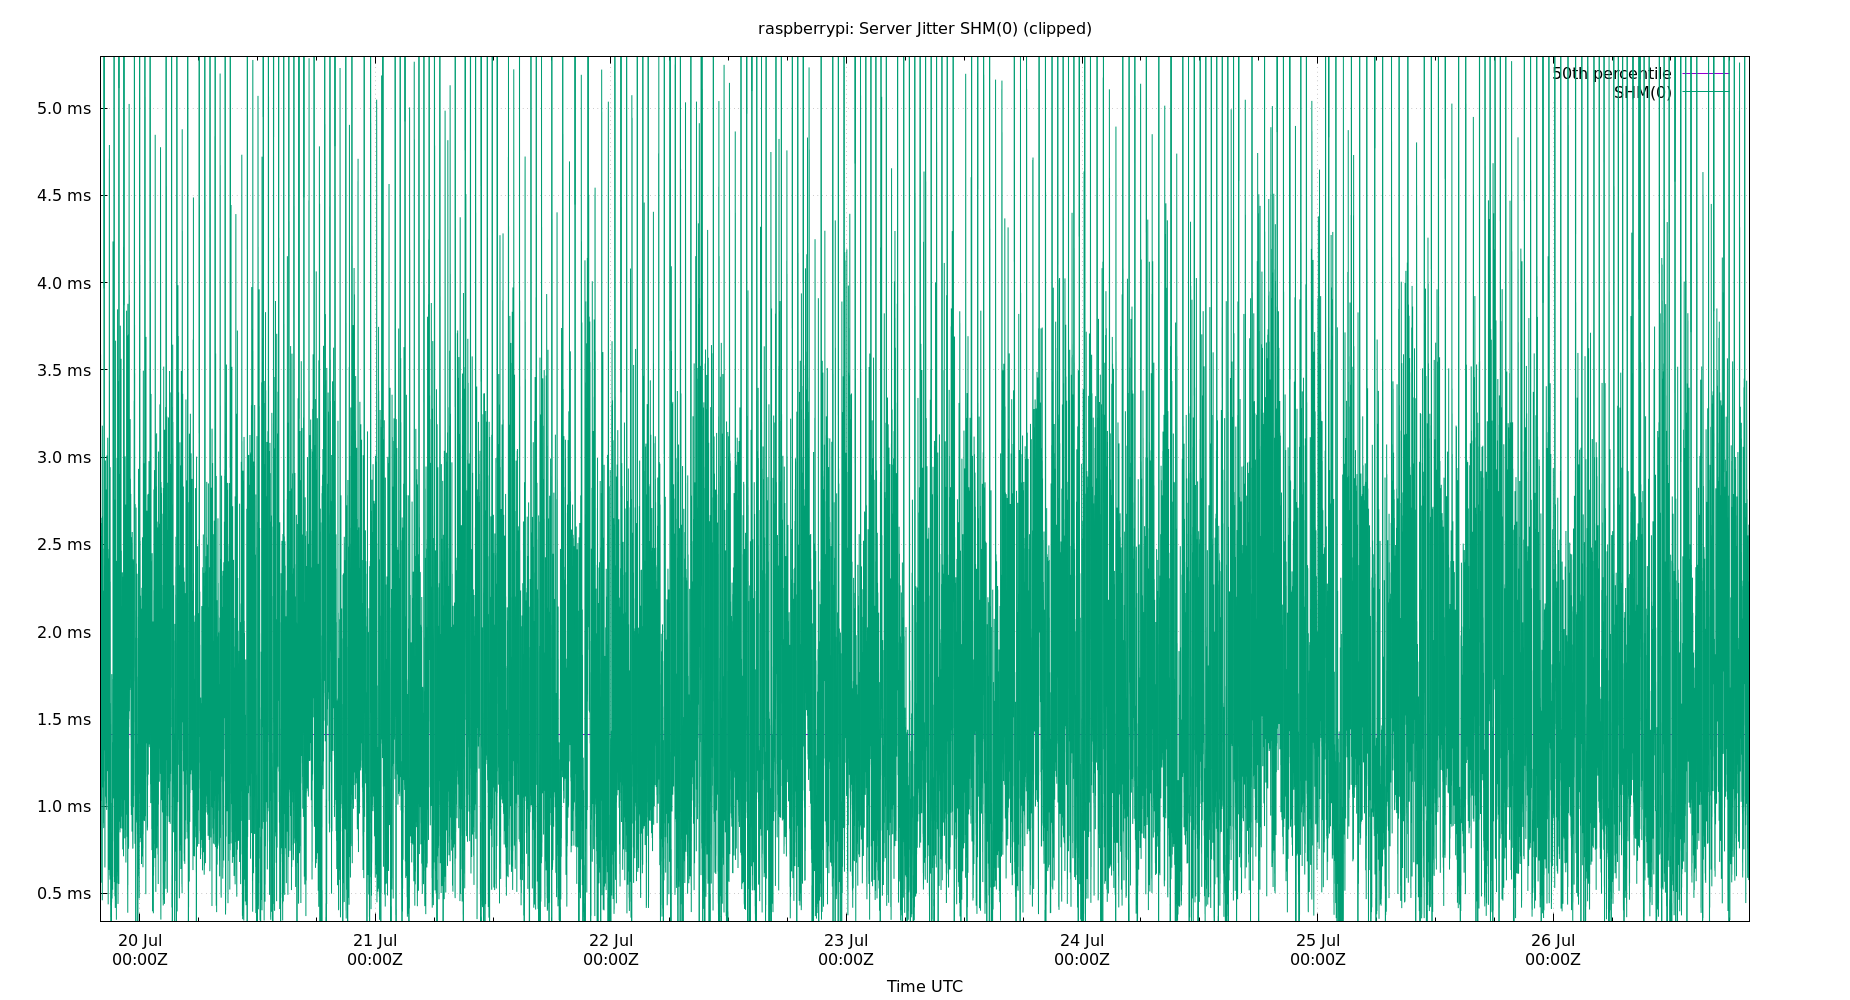 raspberrypi: Server Jitter SHM(0) (clipped)
50th percentile
SHM(0)
5.0 ms
4.5 ms
4.0 ms
3.5 ms
3.0 ms
2.5 ms
2.0 ms
1.5 ms
1.0 ms
0.5 ms
20 Jul 21 Jul 22 Jul 23 Jul 24 Jul 25 Jul 26 Jul
00:00Z 00:00Z 00:00Z 00:00Z 00:00Z 00:00Z 00:00Z
Time UTC